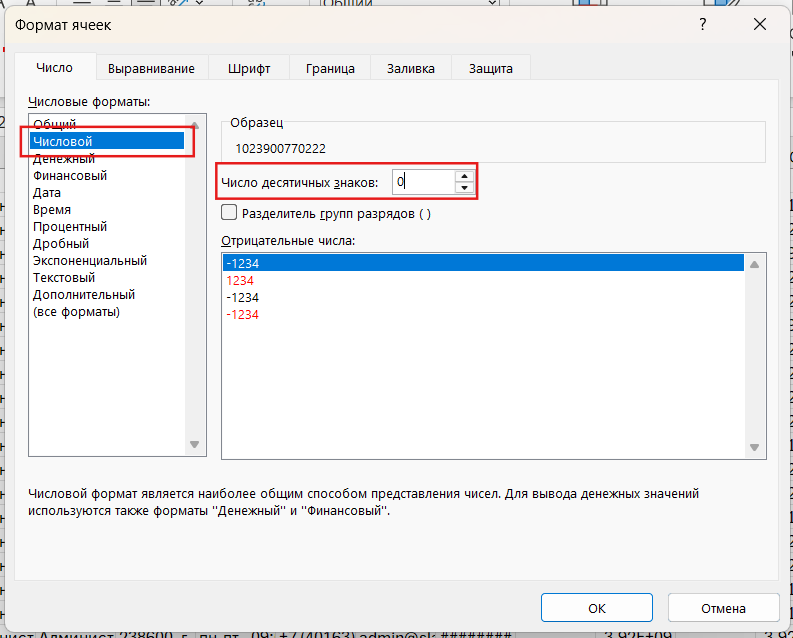 Общий
Формат ячеек
?
Число
Выравнивание
Шрифт
Граница
Заливка
Защита
Числовые форматы:
Общий
Числовой
Денежный
Финансовый
Дата
Время
Процентный
Дробный
Экспоненциальный
Текстовый
Дополнительный
(все форматы)
Образец
1023900770222
Число десятичных знаков:
0
Разделитель групп разрядов ( )
Отрицательные числа:
-1234
1234
-1234
-1234
Числовой формат является наиболее общим способом представления чисел. Для вывода денежных значений
используются также форматы "Денежный" и "Финансовый".
OK
Отмена